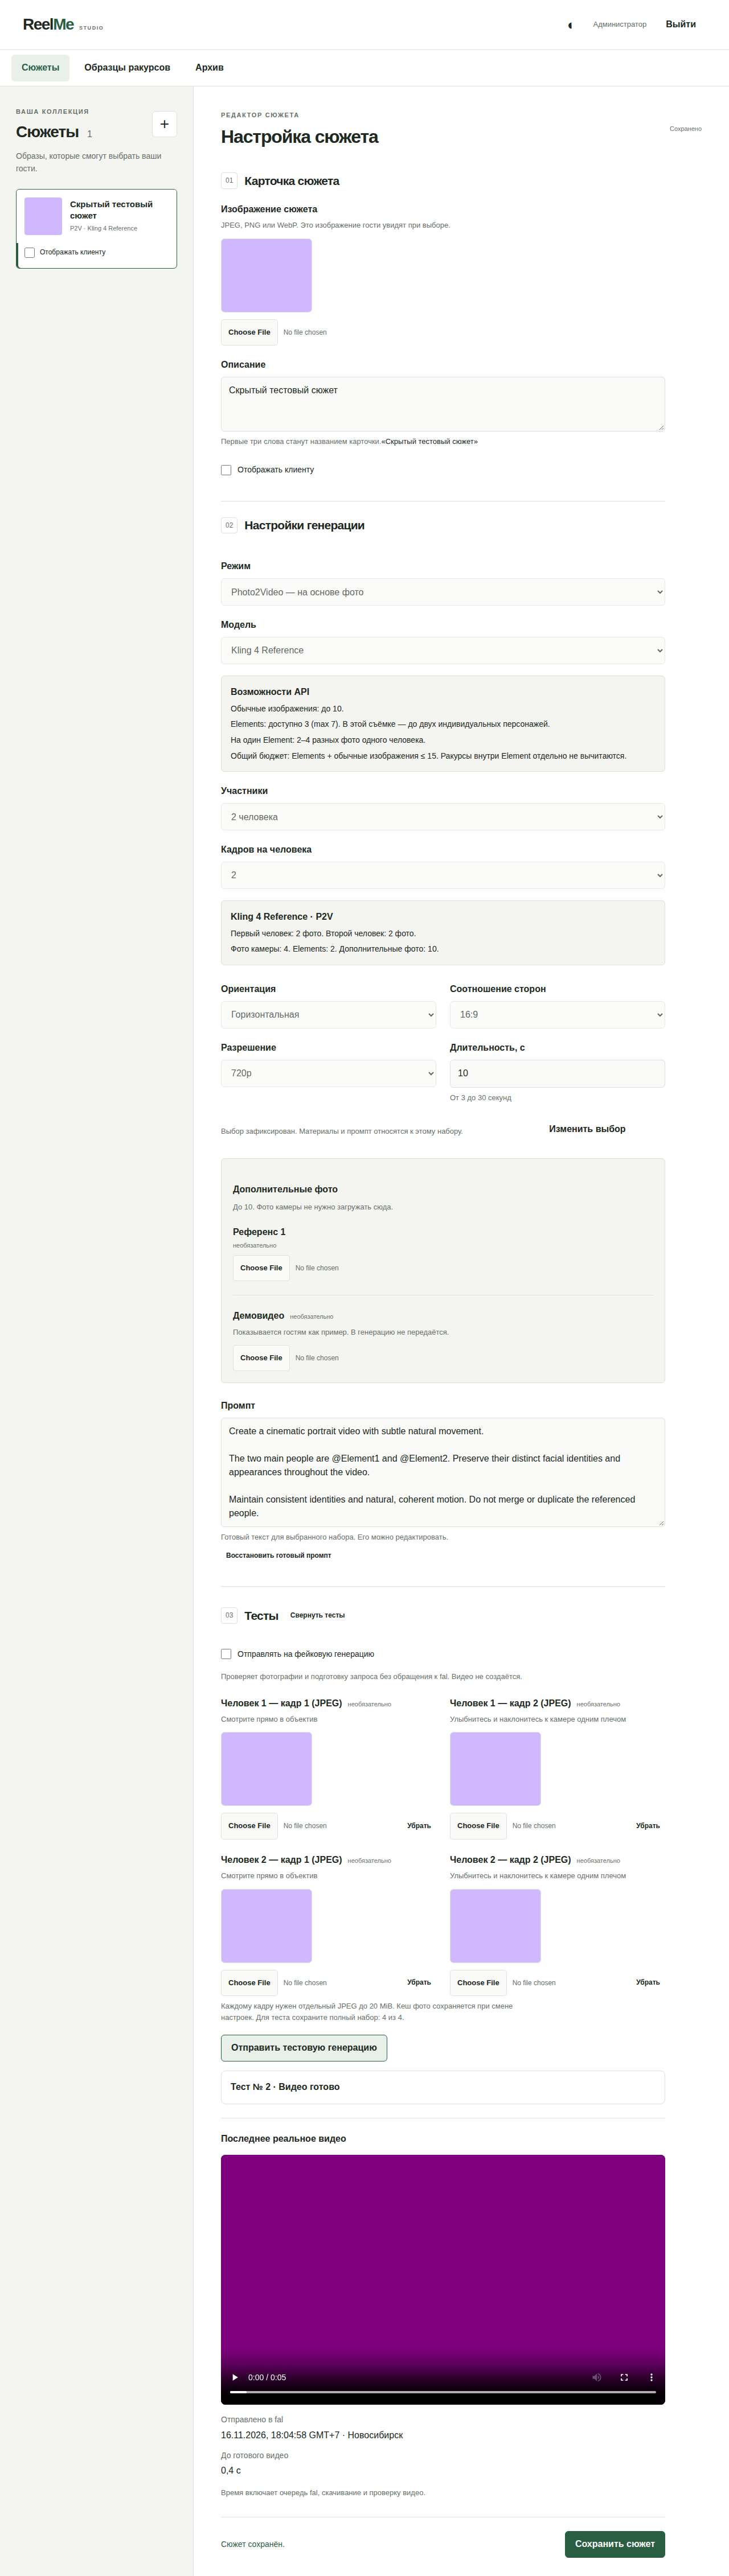 ReelMe STUDIO
Администратор
Выйти
Сюжеты
Образцы ракурсов
Архив
ВАША КОЛЛЕКЦИЯ
Сюжеты 1
+
Образы, которые смогут выбрать ваши
гости.
Скрытый тестовый
сюжет
P2V · Kling 4 Reference
Отображать клиенту
РЕДАКТОР СЮЖЕТА
Настройка сюжета
Сохранено
01 Карточка сюжета
Изображение сюжета
JPEG, PNG или WebP. Это изображение гости увидят при выборе.
Choose File No file chosen
Описание
Скрытый тестовый сюжет
Первые три слова станут названием карточки.«Скрытый тестовый сюжет»
Отображать клиенту
02 Настройки генерации
Режим
Photo2Video — на основе фото
Модель
Kling 4 Reference
Возможности API
Обычные изображения: до 10.
Elements: доступно 3 (max 7). В этой съёмке — до двух индивидуальных персонажей.
На один Element: 2–4 разных фото одного человека.
Общий бюджет: Elements + обычные изображения ≤ 15. Ракурсы внутри Element отдельно не вычитаются.
Участники
2 человека
Кадров на человека
2
Kling 4 Reference · P2V
Первый человек: 2 фото. Второй человек: 2 фото.
Фото камеры: 4. Elements: 2. Дополнительные фото: 10.
Ориентация
Горизонтальная
Соотношение сторон
16:9
Разрешение
720p
Длительность, с
10
От 3 до 30 секунд
Выбор зафиксирован. Материалы и промпт относятся к этому набору.
Изменить выбор
Дополнительные фото
До 10. Фото камеры не нужно загружать сюда.
Референс 1
необязательно
Choose File No file chosen
Демовидео необязательно
Показывается гостям как пример. В генерацию не передаётся.
Choose File No file chosen
Промпт
Create a cinematic portrait video with subtle natural movement.
The two main people are @Element1 and @Element2. Preserve their distinct facial identities and
appearances throughout the video.
Maintain consistent identities and natural, coherent motion. Do not merge or duplicate the referenced
people.
Готовый текст для выбранного набора. Его можно редактировать.
Восстановить готовый промпт
03 Тесты Свернуть тесты
Отправлять на фейковую генерацию
Проверяет фотографии и подготовку запроса без обращения к fal. Видео не создаётся.
Человек 1 — кадр 1 (JPEG) необязательно
Смотрите прямо в объектив
Choose File No file chosen Убрать
Человек 1 — кадр 2 (JPEG) необязательно
Улыбнитесь и наклонитесь к камере одним плечом
Choose File No file chosen Убрать
Человек 2 — кадр 1 (JPEG) необязательно
Смотрите прямо в объектив
Choose File No file chosen Убрать
Человек 2 — кадр 2 (JPEG) необязательно
Улыбнитесь и наклонитесь к камере одним плечом
Choose File No file chosen Убрать
Каждому кадру нужен отдельный JPEG до 20 MiB. Кеш фото сохраняется при смене
настроек. Для теста сохраните полный набор: 4 из 4.
Отправить тестовую генерацию
Тест № 2 · Видео готово
Последнее реальное видео
0:00 / 0:05
Отправлено в fal
16.11.2026, 18:04:58 GMT+7 · Новосибирск
До готового видео
0,4 с
Время включает очередь fal, скачивание и проверку видео.
Сюжет сохранён.
Сохранить сюжет